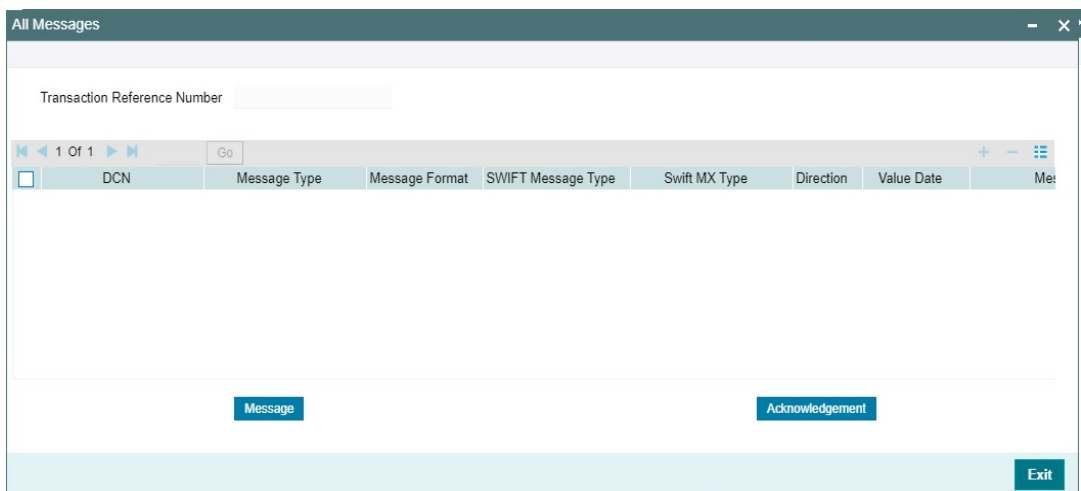 All Messages
Transaction Reference Number
1 Of 1 Go
DCN Message Type Message Format SWIFT Message Type Swift MX Type Direction Value Date Mes
Message Acknowledgement
Exit